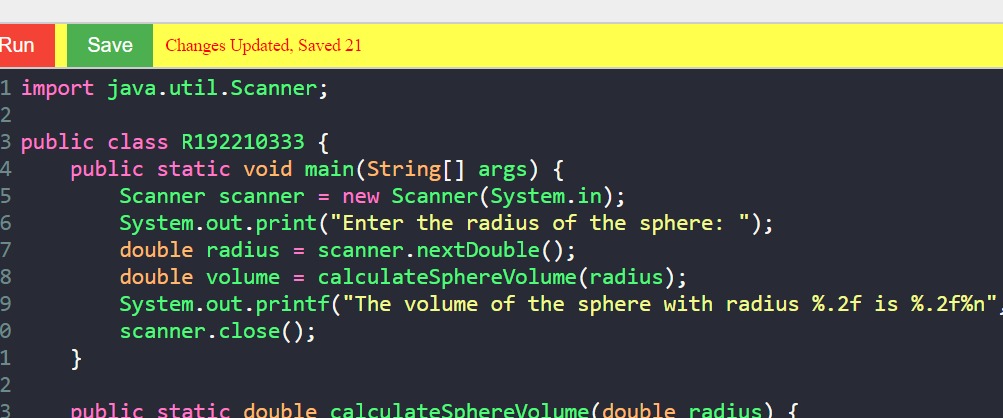 Run Save Changes Updated, Saved 21
1 import java.util.Scanner;
2
3 public class R192210333 {
4 public static void main(String[] args) {
5 Scanner scanner = new Scanner(System.in);
6 System.out.print("Enter the radius of the sphere: ");
7 double radius = scanner.nextDouble();
8 double volume = calculateSphereVolume(radius);
9 System.out.printf("The volume of the sphere with radius %.2f is %.2f%n",
0 scanner.close();
1 }
2
3 public static double calculateSphereVolume(double radius) {